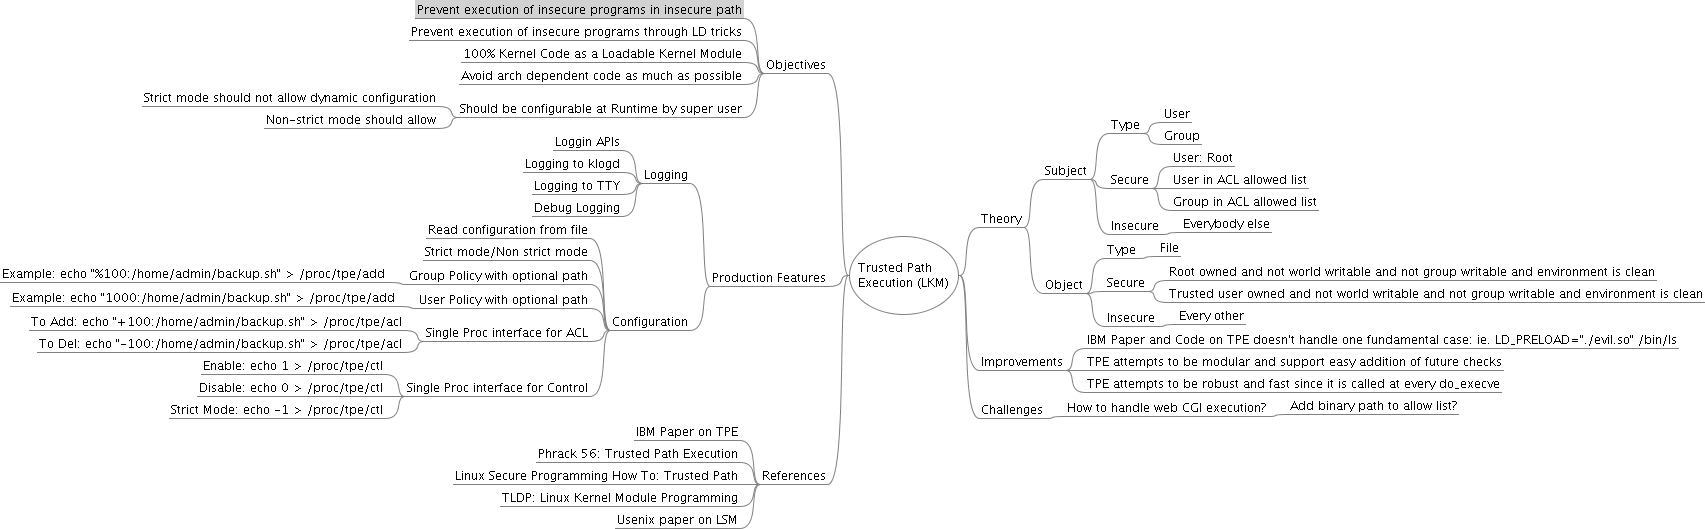 Trusted Path
Execution (LKM)
Objectives
Prevent execution of insecure programs in insecure path
Prevent execution of insecure programs through LD tricks
100% Kernel Code as a Loadable Kernel Module
Avoid arch dependent code as much as possible
Should be configurable at Runtime by super user
Strict mode should not allow dynamic configuration
Non-strict mode should allow
Production Features
Logging
Loggin APIs
Logging to klogd
Logging to TTY
Debug Logging
Configuration
Read configuration from file
Strict mode/Non strict mode
Group Policy with optional path
Example: echo "%100:/home/admin/backup.sh" > /proc/tpe/add
User Policy with optional path
Example: echo "1000:/home/admin/backup.sh" > /proc/tpe/add
Single Proc interface for ACL
To Add: echo "+100:/home/admin/backup.sh" > /proc/tpe/acl
To Del: echo "-100:/home/admin/backup.sh" > /proc/tpe/acl
Single Proc interface for Control
Enable: echo 1 > /proc/tpe/ctl
Disable: echo 0 > /proc/tpe/ctl
Strict Mode: echo -1 > /proc/tpe/ctl
References
IBM Paper on TPE
Phrack 56: Trusted Path Execution
Linux Secure Programming How To: Trusted Path
TLDP: Linux Kernel Module Programming
Usenix paper on LSM
Theory
Subject
Type
User
Group
Secure
User: Root
User in ACL allowed list
Group in ACL allowed list
Insecure
Everybody else
Object
Type
File
Secure
Root owned and not world writable and not group writable and environment is clean
Trusted user owned and not world writable and not group writable and environment is clean
Insecure
Every other
Improvements
IBM Paper and Code on TPE doesn't handle one fundamental case: ie. LD_PRELOAD="./evil.so" /bin/ls
TPE attempts to be modular and support easy addition of future checks
TPE attempts to be robust and fast since it is called at every do_execve
Challenges
How to handle web CGI execution?
Add binary path to allow list?